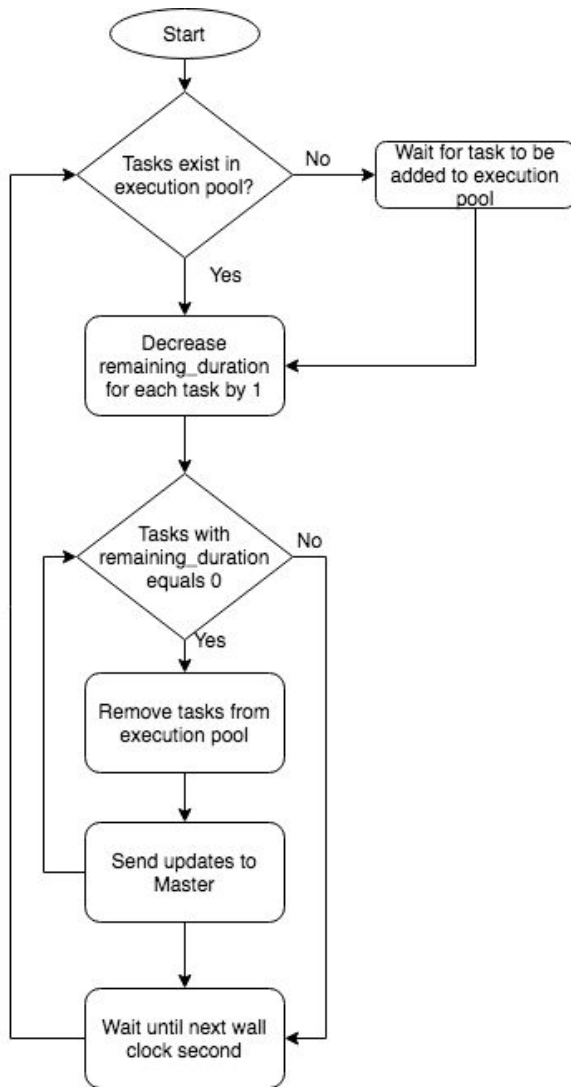 Start
Tasks exist in
execution pool?
No
Wait for task to be
added to execution
pool
Yes
Decrease
remaining_duration
for each task by 1
Tasks with
remaining_duration
equals 0
No
Yes
Remove tasks from
execution pool
Send updates to
Master
Wait until next wall
clock second